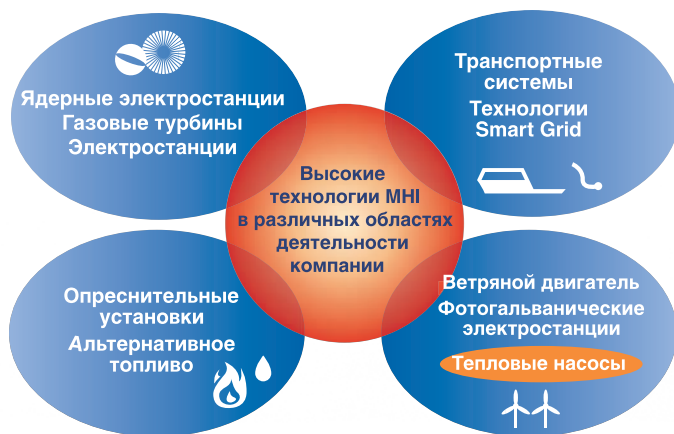 Ядерные электростанции
Газовые турбины
Электростанции
Транспортные
системы
Технологии
Smart Grid
Высокие
технологии MHI
в различных областях
деятельности
компании
Опреснительные
установки
Альтернативное
топливо
Ветряной двигатель
Фотогальванические
электростанции
Тепловые насосы